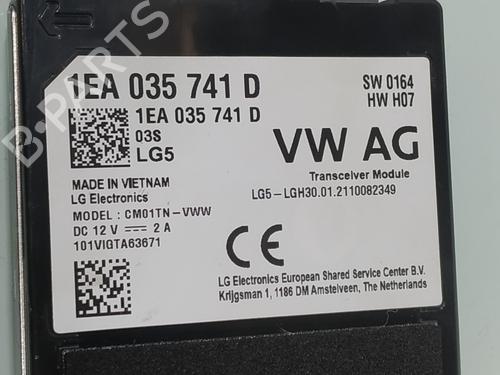 1EA 035 741 D
SW 0164
HW H07
1EA 035 741 D
03S
LG5
VW AG
Transceiver Module
LG5-LGH30.01.2110082349
MADE IN VIETNAM
LG Electronics
MODEL : CM01TN-VWW
DC 12 V ⎓ 2 A
101VIGTA63671
CE
LG Electronics European Shared Service Center B.V.
Krijgsman 1, 1186 DM Amstelveen, The Netherlands
B-PARTS